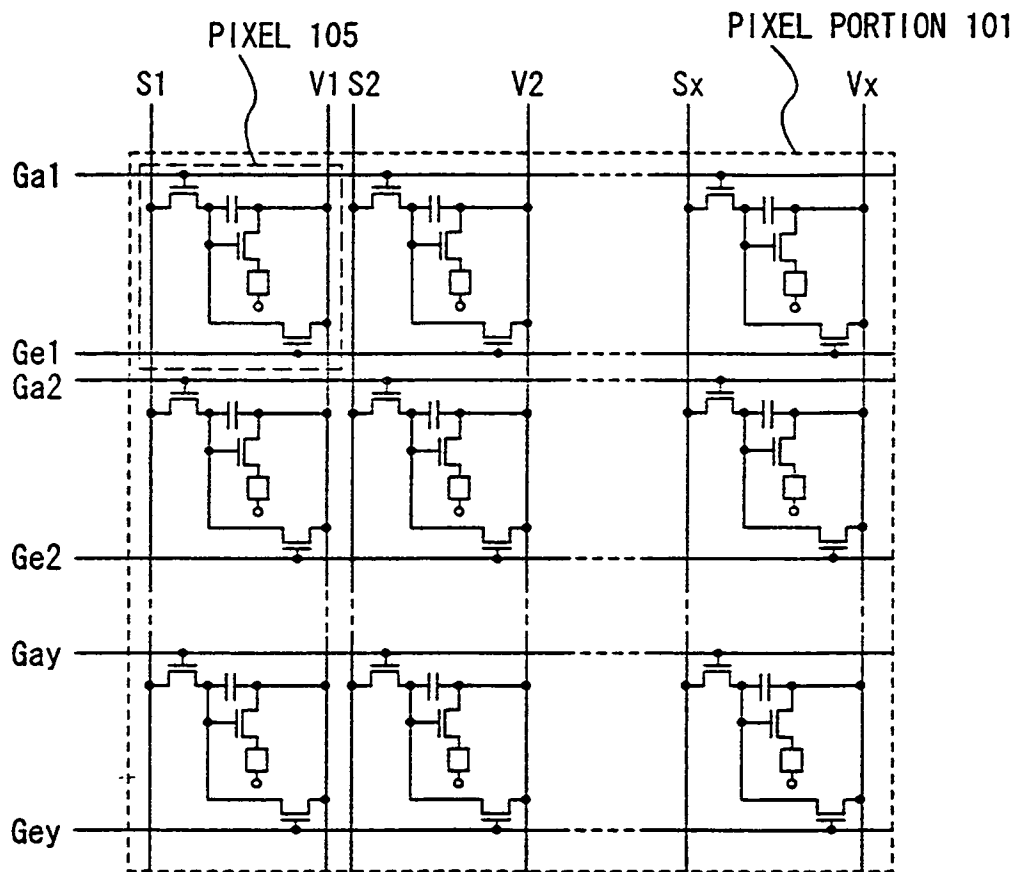 PIXEL 105
PIXEL PORTION 101
S1 V1 S2 V2 Sx Vx
Ga1
Ge1
Ga2
Ge2
Gay
Gey